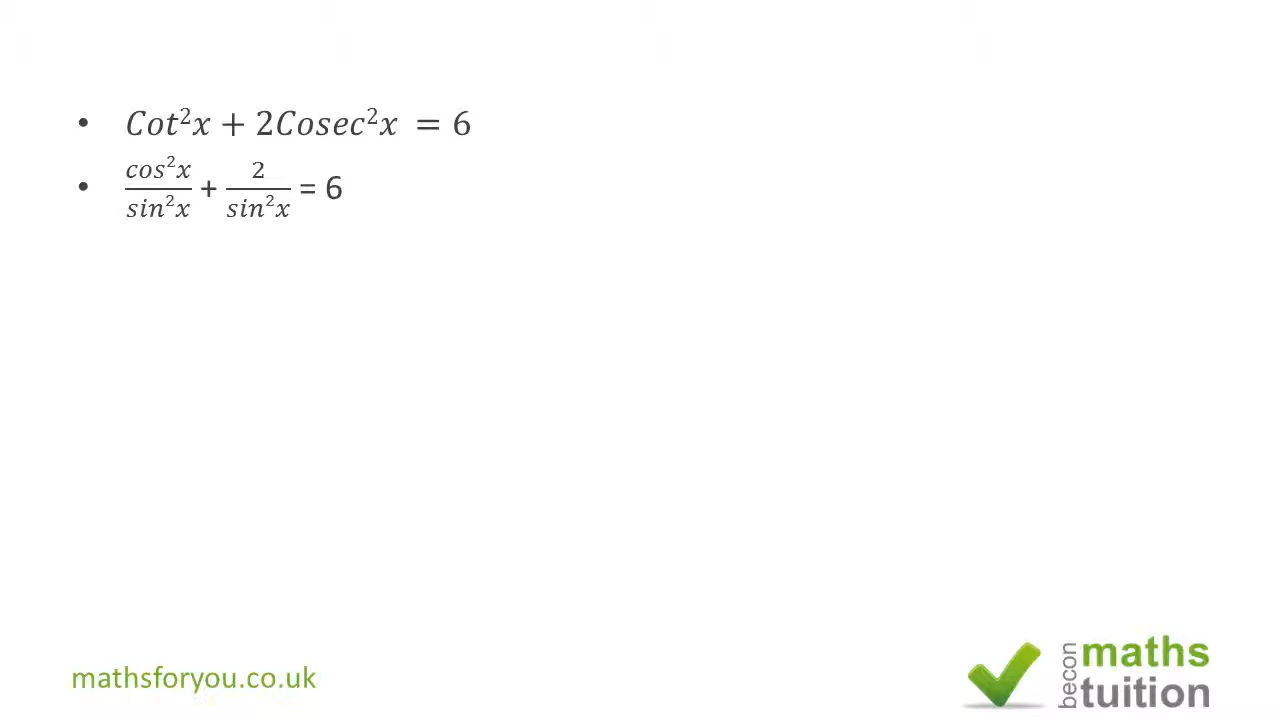 • Cot²x + 2Cosec²x = 6
• cos²x/sin²x + 2/sin²x = 6
mathsforyou.co.uk
becon maths tuition